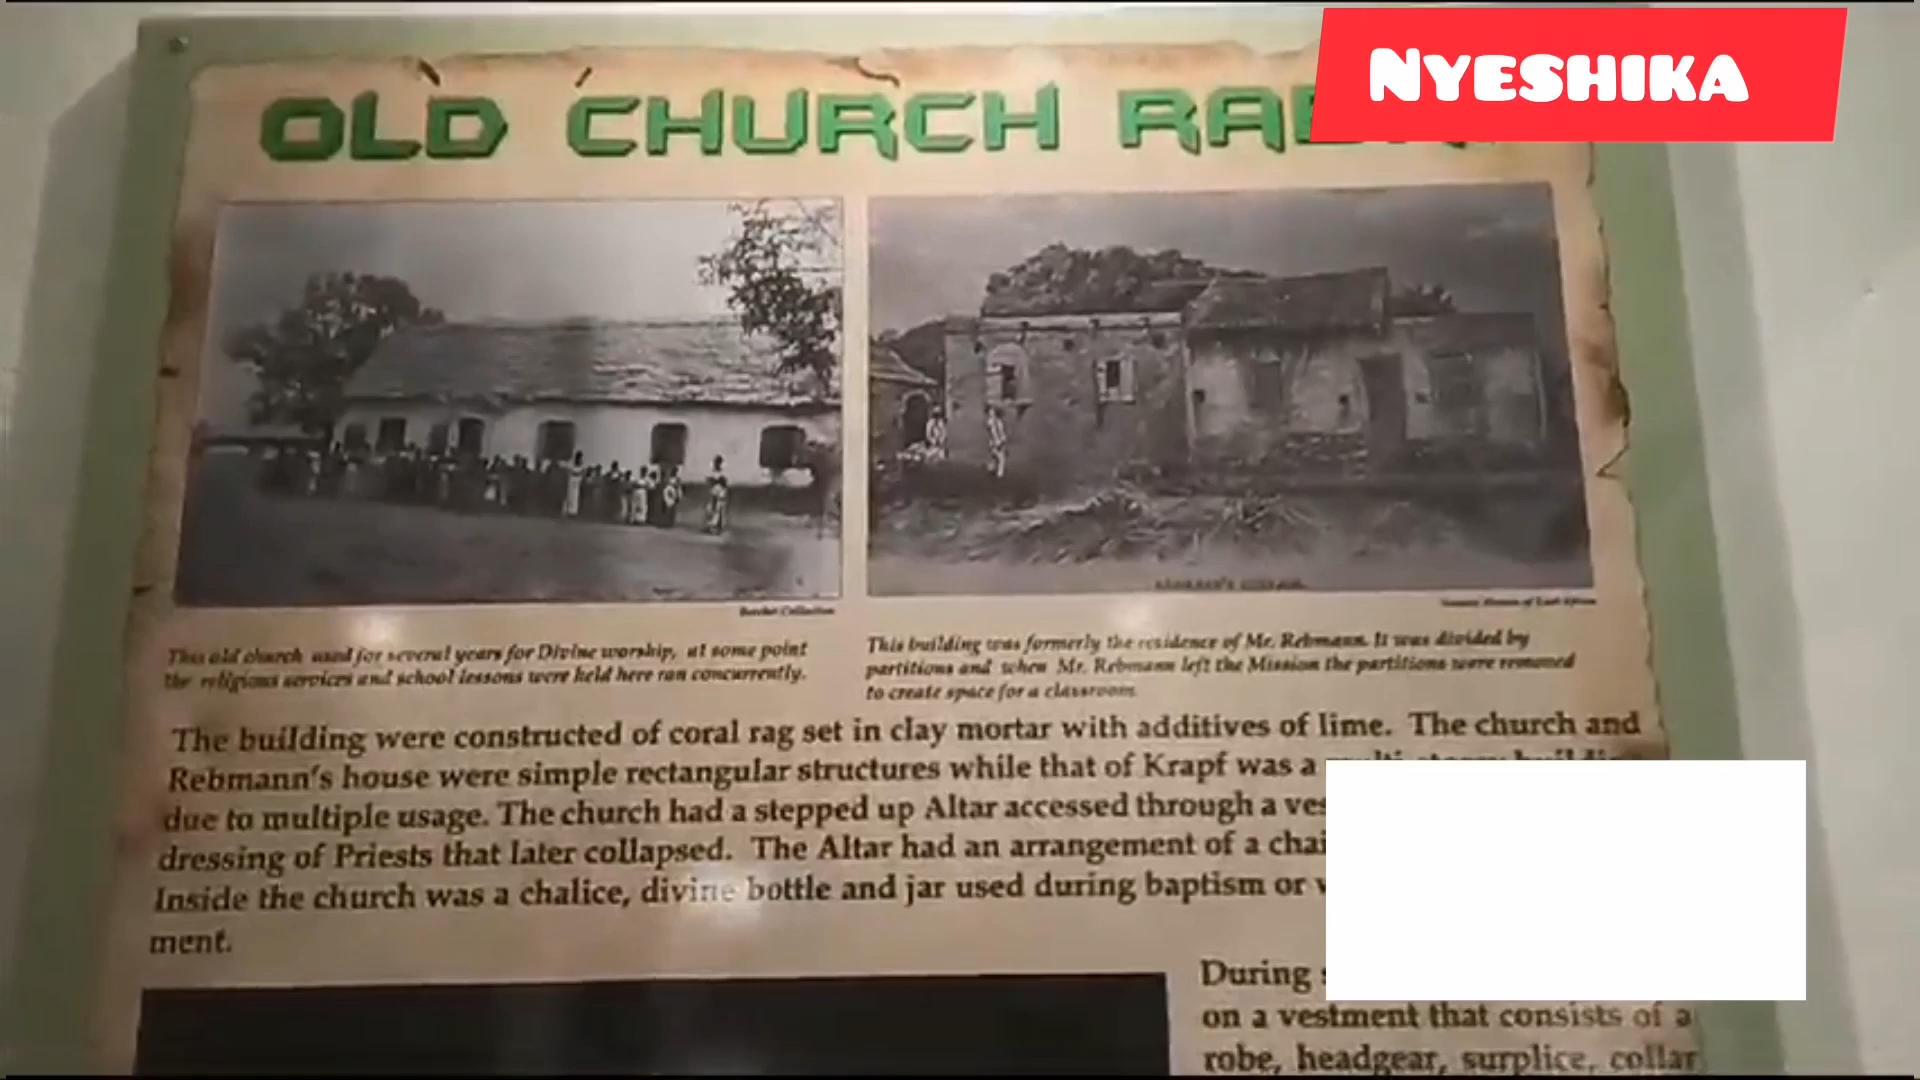 NYESHIKA
OLD CHURCH
This old church used for several years for Divine worship, at some point
the religious services and school lessons were held here ran concurrently.
This building was formerly the residence of Mr. Rebmann. It was divided by
partitions and when Mr. Rebmann left the Mission the partitions were removed
to create space for a classroom.
The building were constructed of coral rag set in clay mortar with additives of lime. The church and
Rebmann's house were simple rectangular structures while that of Krapf was a
due to multiple usage. The church had a stepped up Altar accessed through a
dressing of Priests that later collapsed. The Altar had an arrangement of a
Inside the church was a chalice, divine bottle and jar used during baptism or
ment.
During
on a vestment that consists of a
robe, headgear, surplice, collar